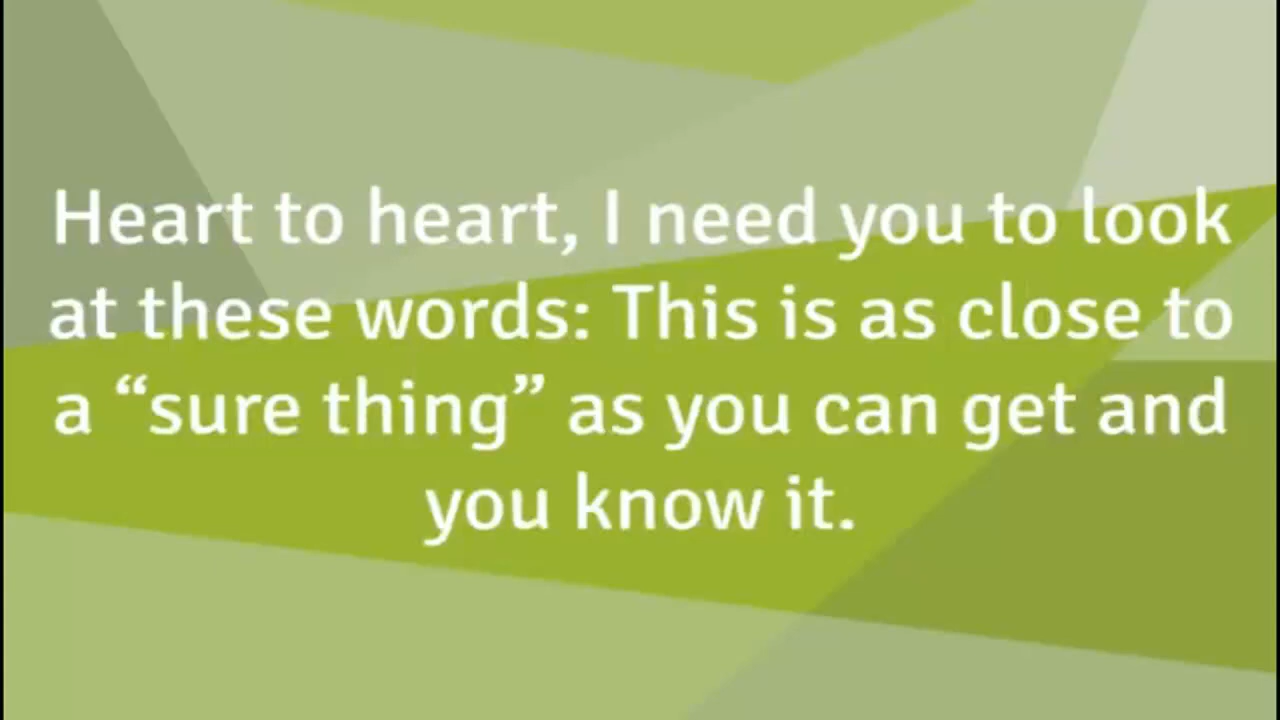 Heart to heart, I need you to look
at these words: This is as close to
a “sure thing” as you can get and
you know it.